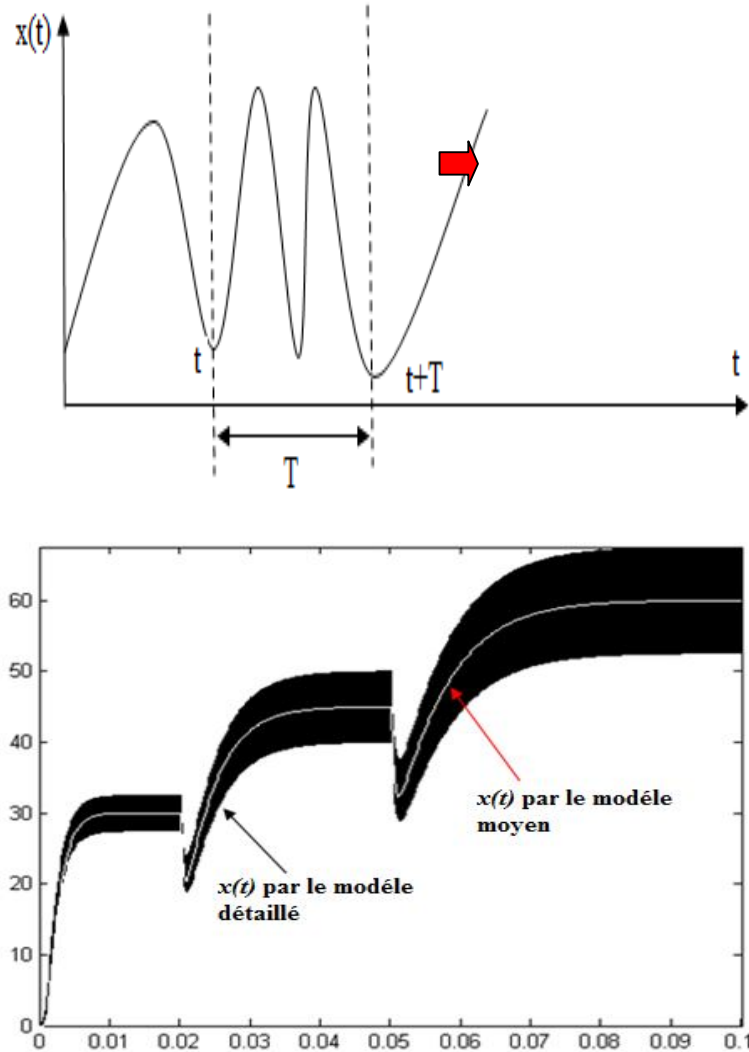 x(t)
t
t+T
t
T
60
50
40
30
20
10
0
x(t) par le modéle
moyen
x(t) par le modéle
détaillé
0 0.01 0.02 0.03 0.04 0.05 0.06 0.07 0.08 0.09 0.1